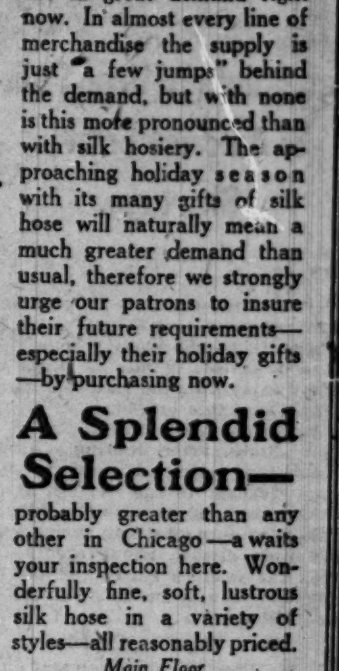 now. In almost every line of
merchandise the supply is
just "a few jumps" behind
the demand, but with none
is this more pronounced than
with silk hosiery. The ap-
proaching holiday season
with its many gifts of silk
hose will naturally mean a
much greater demand than
usual, therefore we strongly
urge our patrons to insure
their future requirements—
especially their holiday gifts
—by purchasing now.
A Splendid
Selection—
probably greater than any
other in Chicago—awaits
your inspection here. Won-
derfully fine, soft, lustrous
silk hose in a variety of
styles—all reasonably priced.
Main Floor